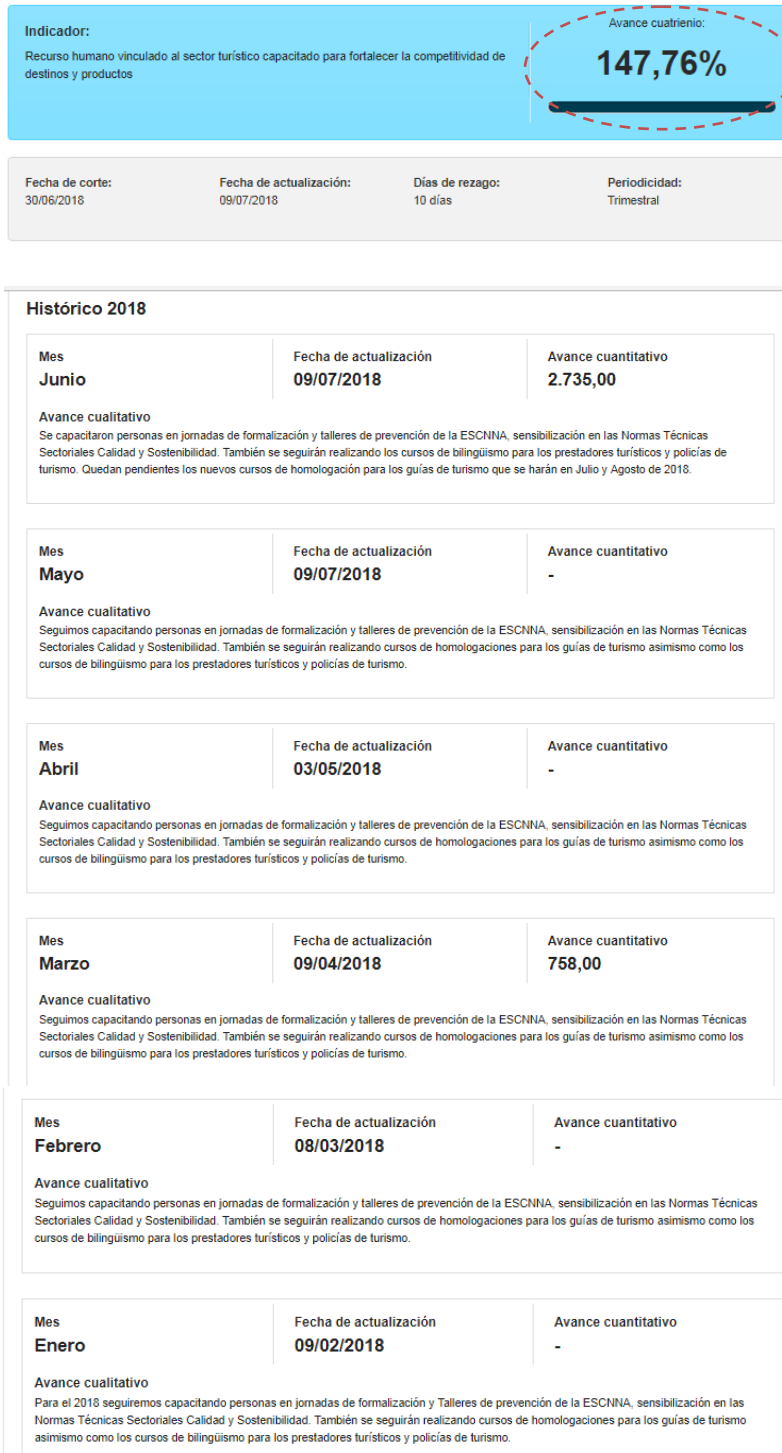 Indicador:
Recurso humano vinculado al sector turístico capacitado para fortalecer la competitividad de
destinos y productos
Avance cuatrienio:
147,76%
Fecha de corte:
30/06/2018
Fecha de actualización:
09/07/2018
Días de rezago:
10 días
Periodicidad:
Trimestral
Histórico 2018
Mes
Junio
Fecha de actualización
09/07/2018
Avance cuantitativo
2.735,00
Avance cualitativo
Se capacitaron personas en jornadas de formalización y talleres de prevención de la ESCNNA, sensibilización en las Normas Técnicas
Sectoriales Calidad y Sostenibilidad. También se seguirán realizando los cursos de bilingüismo para los prestadores turísticos y policías de
turismo. Quedan pendientes los nuevos cursos de homologación para los guías de turismo que se harán en Julio y Agosto de 2018.
Mes
Mayo
Fecha de actualización
09/07/2018
Avance cuantitativo
-
Avance cualitativo
Seguimos capacitando personas en jornadas de formalización y talleres de prevención de la ESCNNA, sensibilización en las Normas Técnicas
Sectoriales Calidad y Sostenibilidad. También se seguirán realizando cursos de homologaciones para los guías de turismo asimismo como los
cursos de bilingüismo para los prestadores turísticos y policías de turismo.
Mes
Abril
Fecha de actualización
03/05/2018
Avance cuantitativo
-
Avance cualitativo
Seguimos capacitando personas en jornadas de formalización y talleres de prevención de la ESCNNA, sensibilización en las Normas Técnicas
Sectoriales Calidad y Sostenibilidad. También se seguirán realizando cursos de homologaciones para los guías de turismo asimismo como los
cursos de bilingüismo para los prestadores turísticos y policías de turismo.
Mes
Marzo
Fecha de actualización
09/04/2018
Avance cuantitativo
758,00
Avance cualitativo
Seguimos capacitando personas en jornadas de formalización y talleres de prevención de la ESCNNA, sensibilización en las Normas Técnicas
Sectoriales Calidad y Sostenibilidad. También se seguirán realizando cursos de homologaciones para los guías de turismo asimismo como los
cursos de bilingüismo para los prestadores turísticos y policías de turismo.
Mes
Febrero
Fecha de actualización
08/03/2018
Avance cuantitativo
-
Avance cualitativo
Seguimos capacitando personas en jornadas de formalización y talleres de prevención de la ESCNNA, sensibilización en las Normas Técnicas
Sectoriales Calidad y Sostenibilidad. También se seguirán realizando cursos de homologaciones para los guías de turismo asimismo como los
cursos de bilingüismo para los prestadores turísticos y policías de turismo.
Mes
Enero
Fecha de actualización
09/02/2018
Avance cuantitativo
-
Avance cualitativo
Para el 2018 seguiremos capacitando personas en jornadas de formalización y Talleres de prevención de la ESCNNA, sensibilización en las
Normas Técnicas Sectoriales Calidad y Sostenibilidad. También se seguirán realizando cursos de homologaciones para los guías de turismo
asimismo como los cursos de bilingüismo para los prestadores turísticos y policías de turismo.